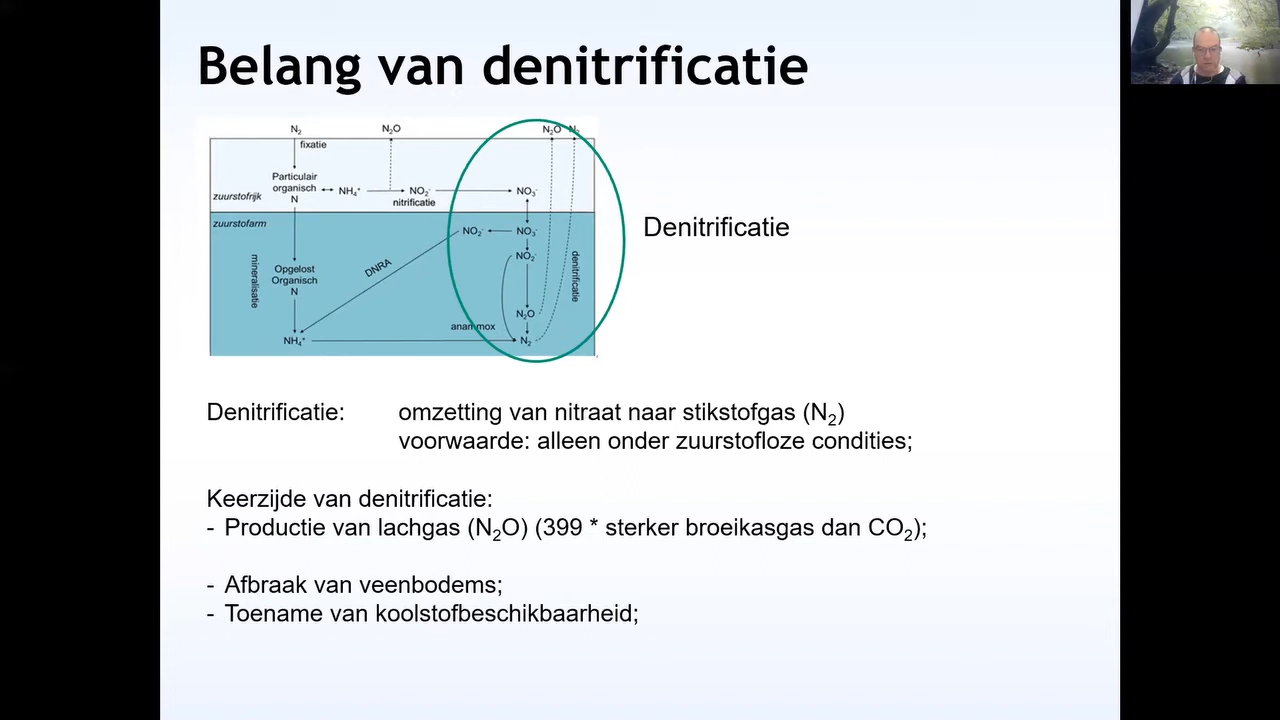 Belang van denitrificatie
N₂ N₂O N₂O N₂
fixatie
Particulair
organisch NH₄⁺ NO₂⁻ NO₃⁻
N
nitrificatie
zuurstofrijk
zuurstofarm
NO₂⁻ NO₃⁻
NO₂⁻
mineralisatie
Opgelost
Organisch
N
DNRA
denitrificatie
N₂O
anammox
NH₄⁺ N₂
Denitrificatie
Denitrificatie: omzetting van nitraat naar stikstofgas (N₂)
voorwaarde: alleen onder zuurstofloze condities;
Keerzijde van denitrificatie:
- Productie van lachgas (N₂O) (399 * sterker broeikasgas dan CO₂);
- Afbraak van veenbodems;
- Toename van koolstofbeschikbaarheid;